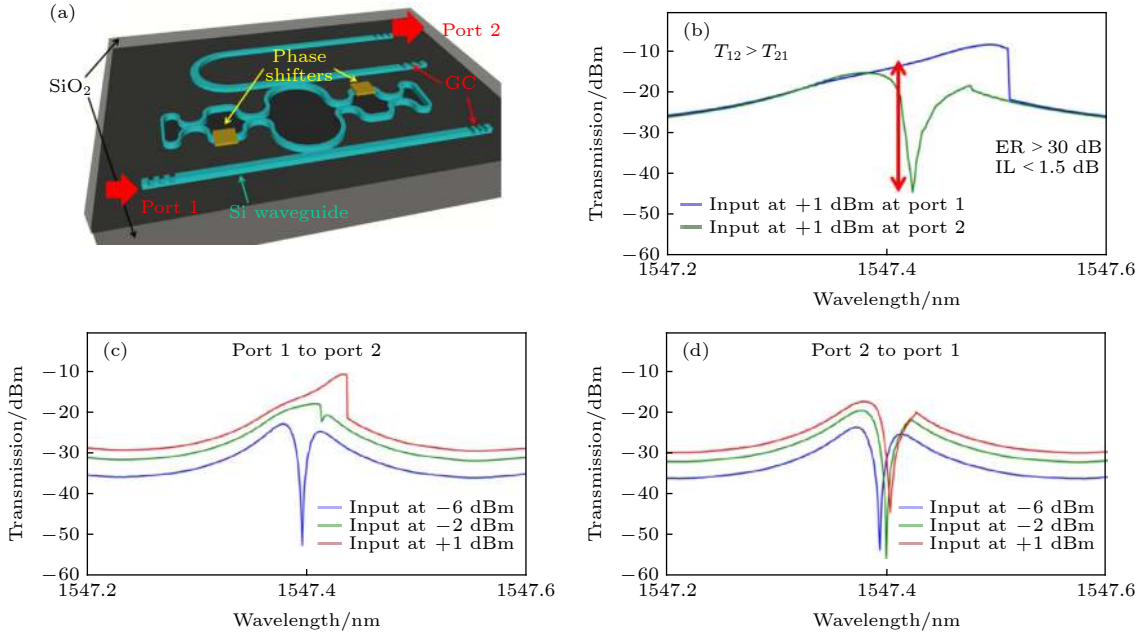 (a)
Port 2
Phase
shifters
SiO2
GC
Port 1
Si waveguide
(b)
T12 > T21
ER > 30 dB
IL < 1.5 dB
Input at +1 dBm at port 1
Input at +1 dBm at port 2
Transmission/dBm
−10
−20
−30
−40
−50
−60
1547.2
1547.4
1547.6
Wavelength/nm
(c)
Port 1 to port 2
Input at −6 dBm
Input at −2 dBm
Input at +1 dBm
Transmission/dBm
−10
−20
−30
−40
−50
−60
1547.2
1547.4
1547.6
Wavelength/nm
(d)
Port 2 to port 1
Input at −6 dBm
Input at −2 dBm
Input at +1 dBm
Transmission/dBm
−10
−20
−30
−40
−50
−60
1547.2
1547.4
1547.6
Wavelength/nm